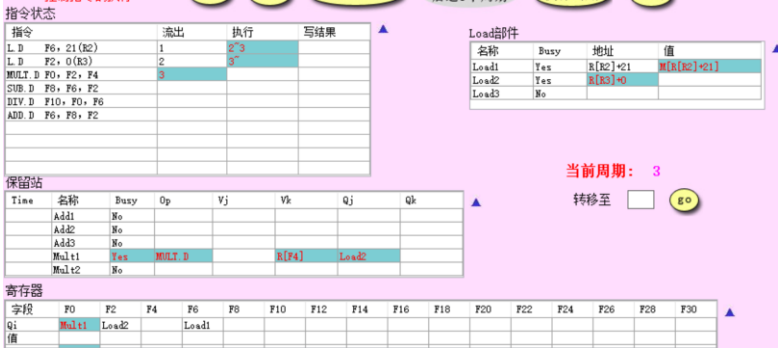 指令状态
指令 流出 执行 写结果
L.D F6, 21(R2) 1 2~3
L.D F2, 0(R3) 2 3~
MULT.D F0, F2, F4 3
SUB.D F8, F6, F2
DIV.D F10, F0, F6
ADD.D F6, F8, F2
Load部件
名称 Busy 地址 值
Load1 Yes R[R2]+21 M[R[R2]+21]
Load2 Yes R[R3]+0
Load3 No
当前周期: 3
转移至 go
保留站
Time 名称 Busy Op Vj Vk Qj Qk
Add1 No
Add2 No
Add3 No
Mult1 Yes MULT.D R[F4] Load2
Mult2 No
寄存器
字段 F0 F2 F4 F6 F8 F10 F12 F14 F16 F18 F20 F22 F24 F26 F28 F30
Qi Mult1 Load2 Load1
值